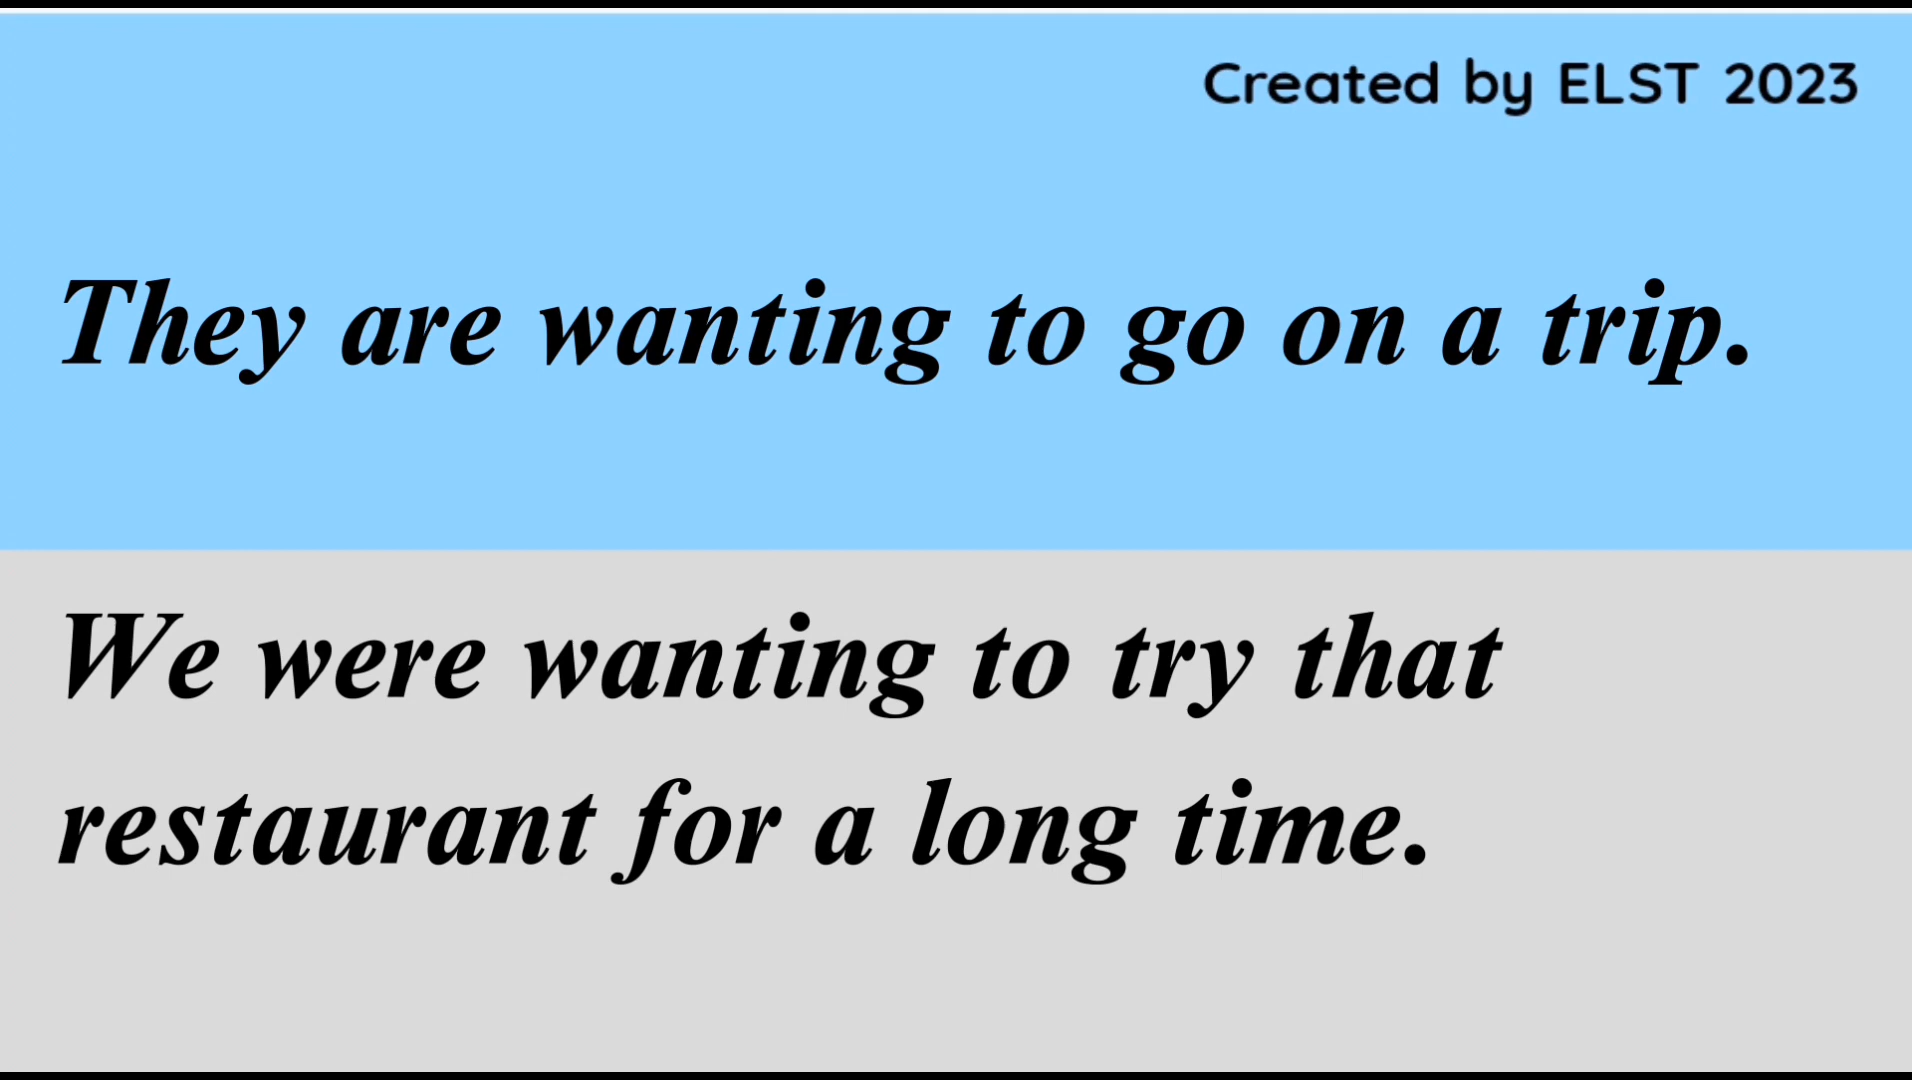 Created by ELST 2023
They are wanting to go on a trip.
We were wanting to try that
restaurant for a long time.